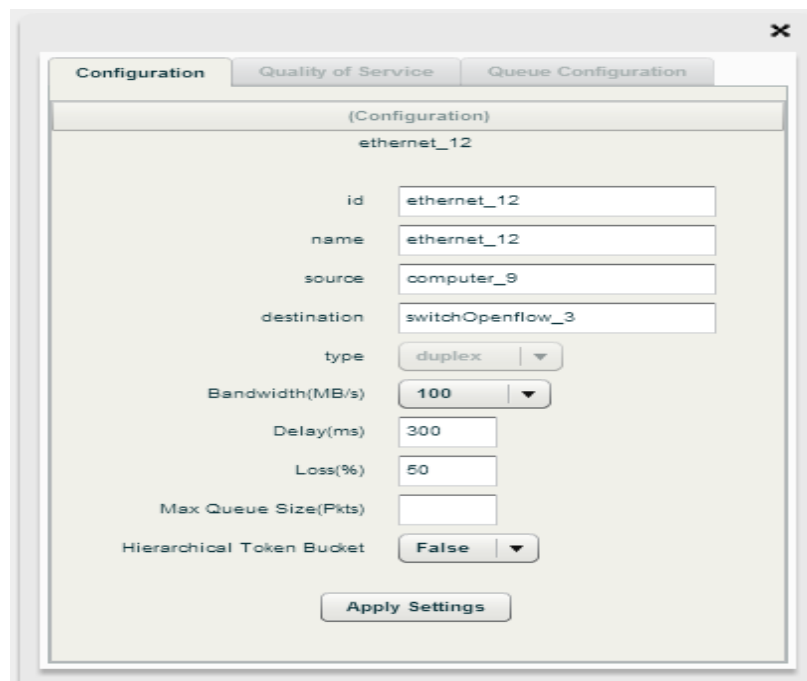 Configuration Quality of Service Queue Configuration
(Configuration)
ethernet_12
id ethernet_12
name ethernet_12
source computer_9
destination switchOpenflow_3
type duplex
Bandwidth(MB/s) 100
Delay(ms) 300
Loss(%) 50
Max Queue Size(Pkts)
Hierarchical Token Bucket False
Apply Settings